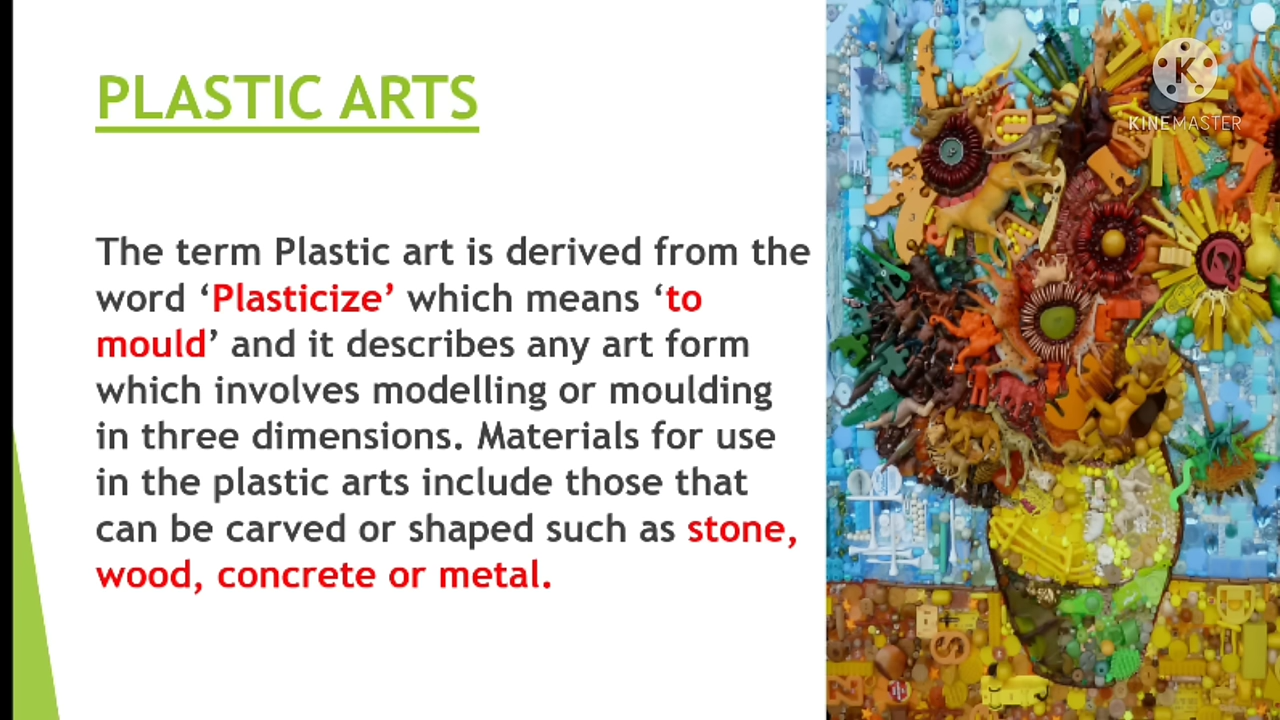 PLASTIC ARTS
The term Plastic art is derived from the
word ‘Plasticize’ which means ‘to
mould’ and it describes any art form
which involves modelling or moulding
in three dimensions. Materials for use
in the plastic arts include those that
can be carved or shaped such as stone,
wood, concrete or metal.
K
KINEMASTER